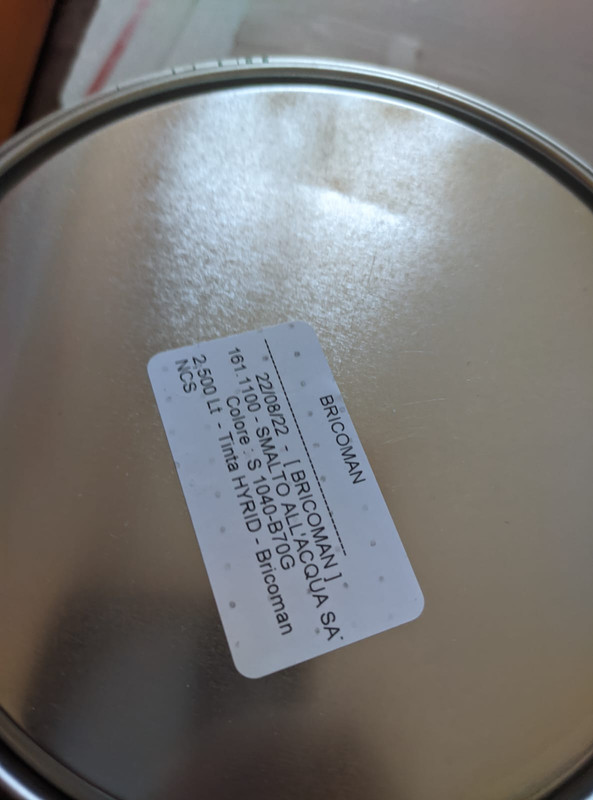 BRICOMAN
22/08/22 - [ BRICOMAN ]
161.1100 - SMALTO ALL'ACQUA SA
Colore : S 1040-B70G
2,500 Lt - Tinta HYRID - Bricoman
NCS